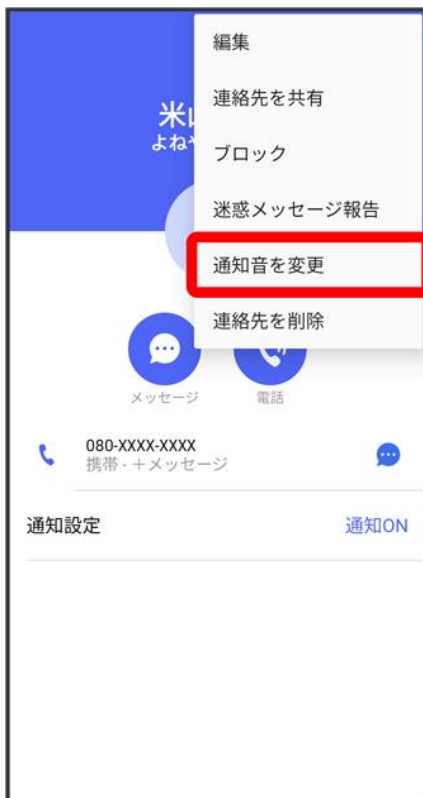 編集
連絡先を共有
ブロック
迷惑メッセージ報告
通知音を変更
連絡先を削除
米
よね
メッセージ
電話
080-XXXX-XXXX
携帯 - +メッセージ
通知設定
通知ON